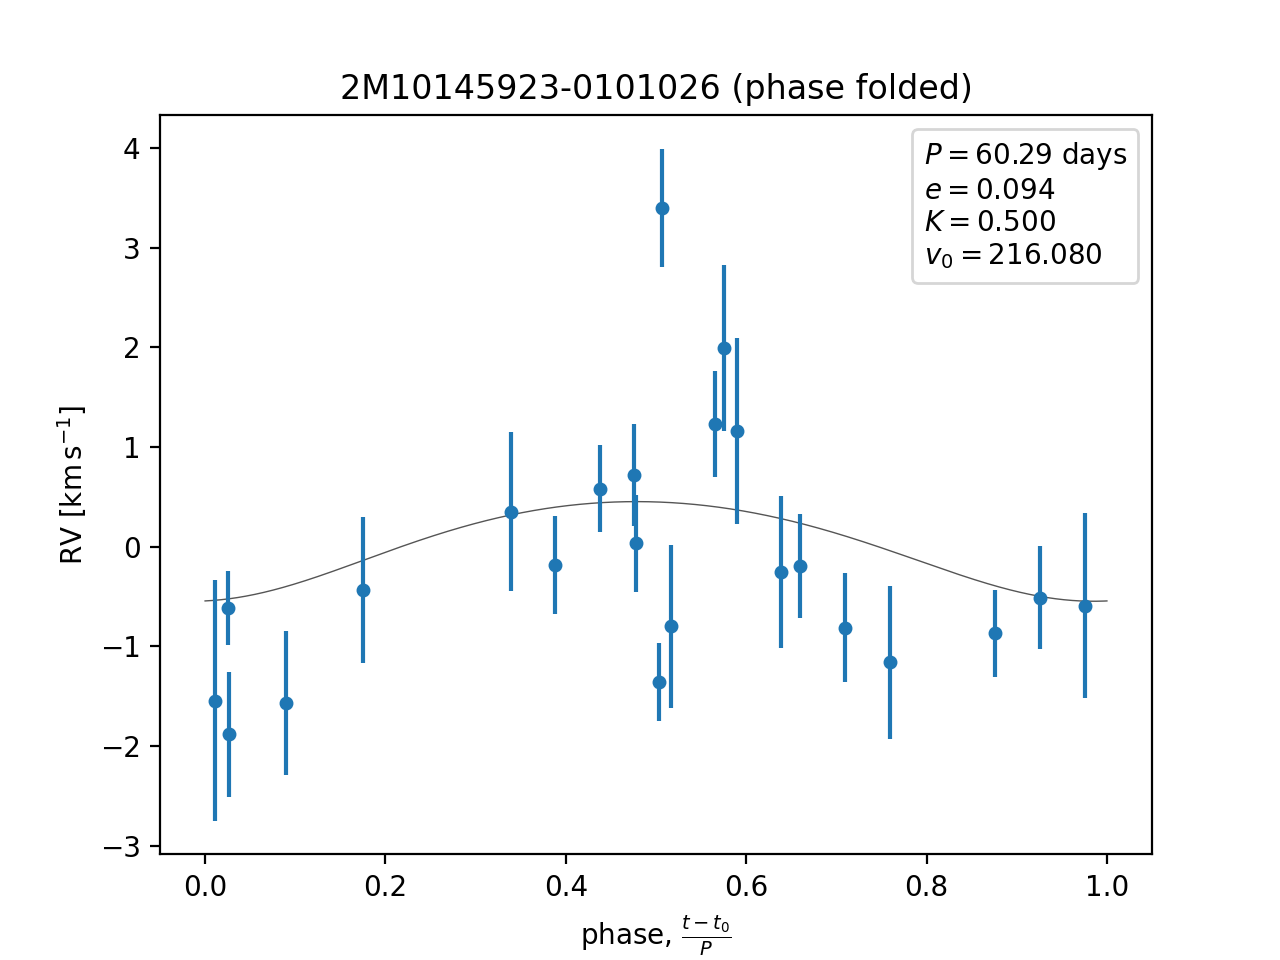 2M10145923-0101026 (phase folded)
P = 60.29 days
e = 0.094
K = 0.500
v₀ = 216.080
RV [km s⁻¹]
4
3
2
1
0
−1
−2
−3
0.0 0.2 0.4 0.6 0.8 1.0
phase, (t − t₀)/P